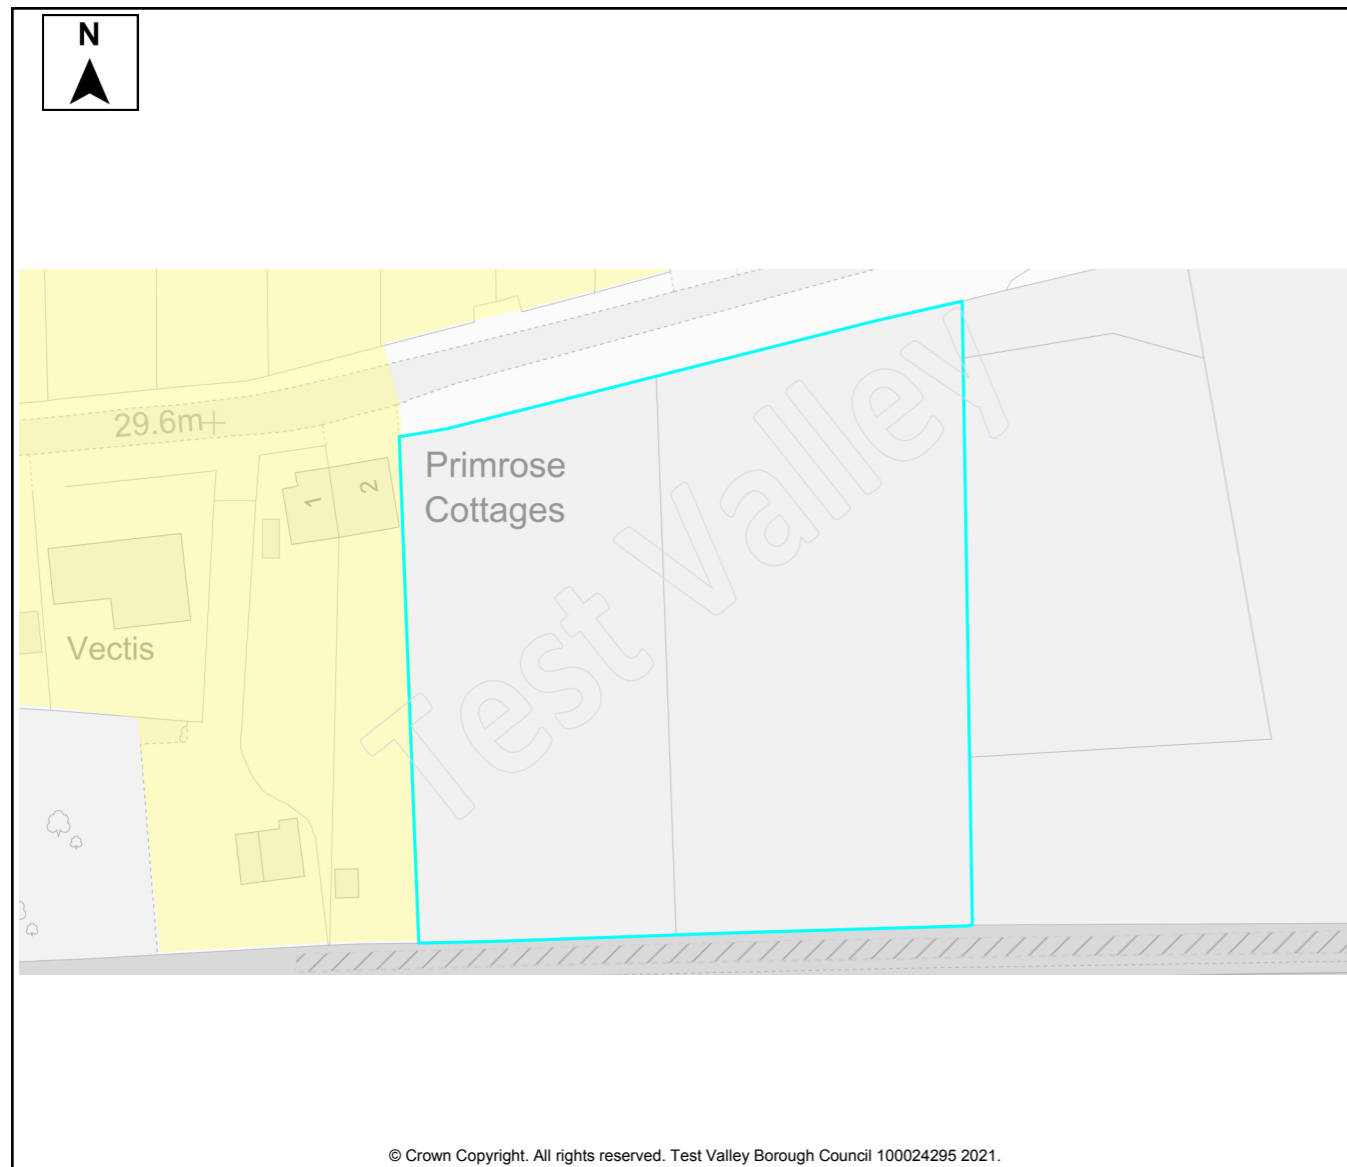 N
29.6m
Primrose
Cottages
1
2
Vectis
Test Valley
© Crown Copyright. All rights reserved. Test Valley Borough Council 100024295 2021.